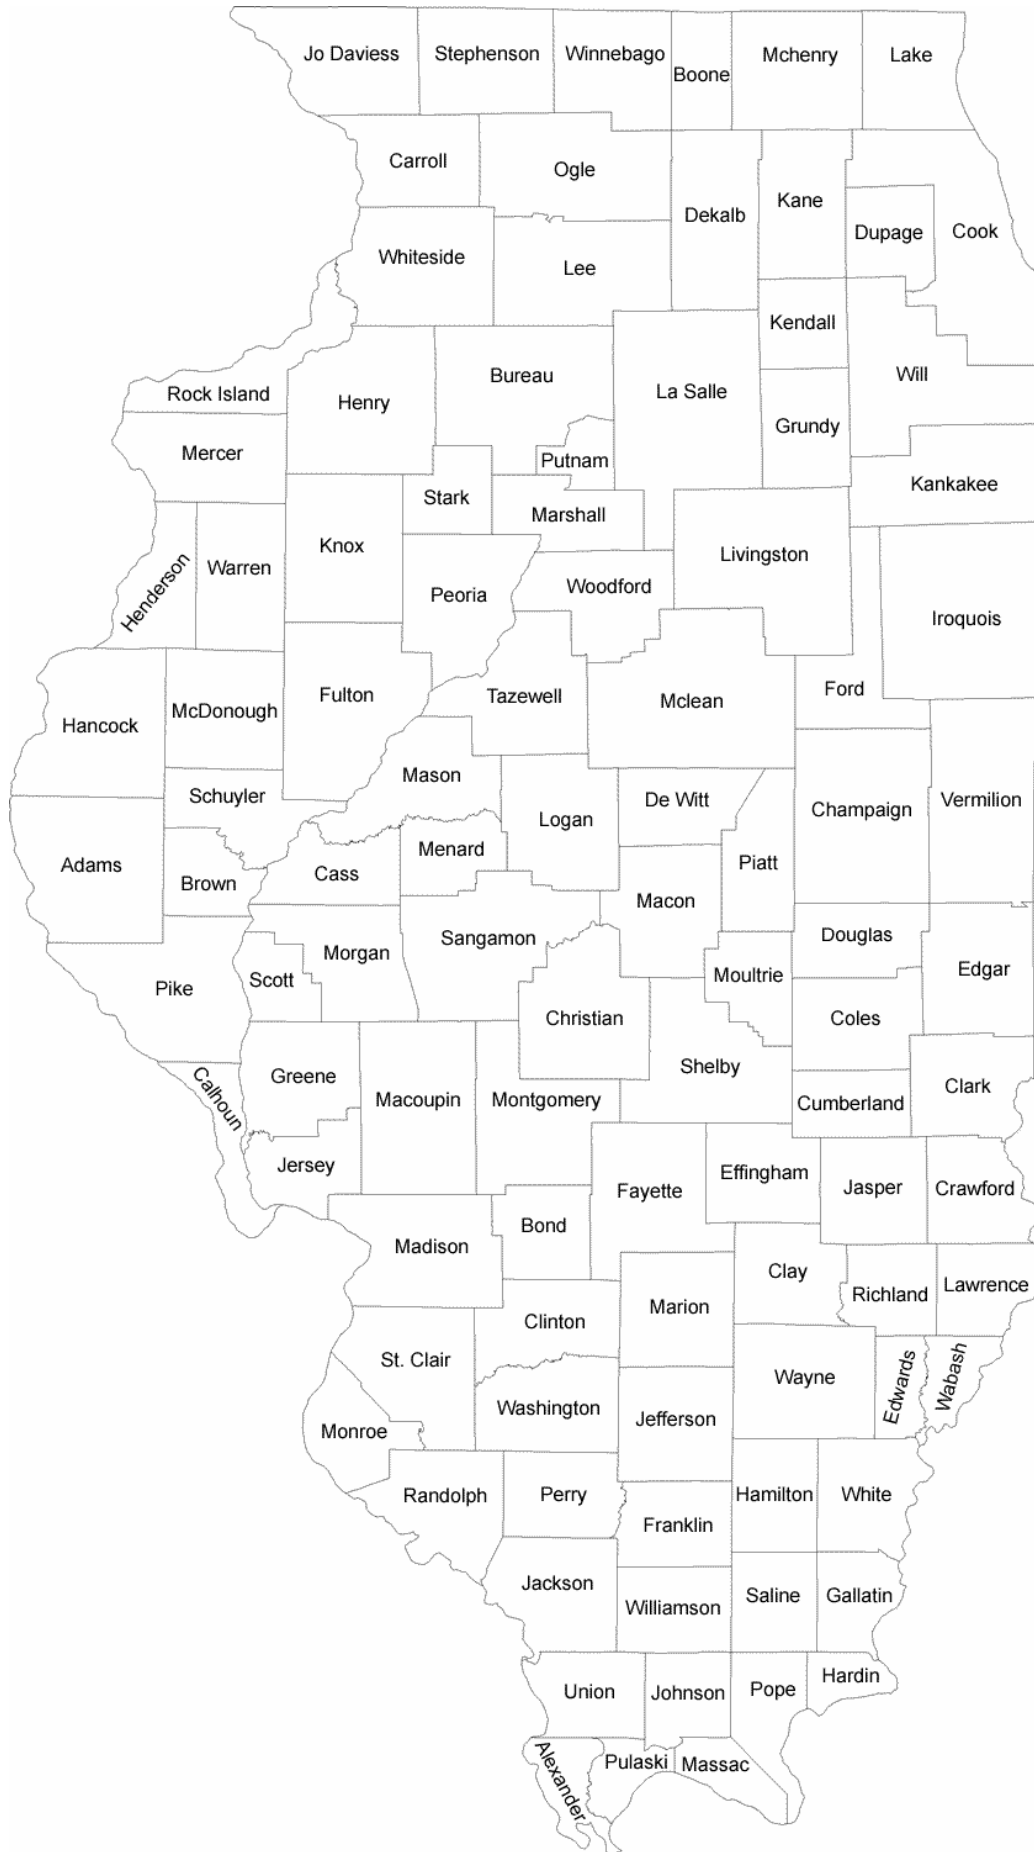 Jo Daviess
Stephenson
Winnebago
Boone
Mchenry
Lake
Carroll
Ogle
Dekalb
Kane
Dupage
Cook
Whiteside
Lee
Kendall
Will
Rock Island
Henry
Bureau
La Salle
Grundy
Mercer
Putnam
Kankakee
Stark
Marshall
Henderson
Warren
Knox
Peoria
Woodford
Livingston
Iroquois
Hancock
McDonough
Fulton
Tazewell
Mclean
Ford
Schuyler
Mason
Logan
De Witt
Champaign
Vermilion
Adams
Brown
Cass
Menard
Macon
Piatt
Pike
Scott
Morgan
Sangamon
Christian
Moultrie
Douglas
Edgar
Coles
Calhoun
Greene
Macoupin
Montgomery
Shelby
Cumberland
Clark
Jersey
Fayette
Effingham
Jasper
Crawford
Madison
Bond
Clay
Richland
Lawrence
Clinton
Marion
St. Clair
Washington
Jefferson
Wayne
Edwards
Wabash
Monroe
Randolph
Perry
Franklin
Hamilton
White
Jackson
Williamson
Saline
Gallatin
Union
Johnson
Pope
Hardin
Alexander
Pulaski
Massac